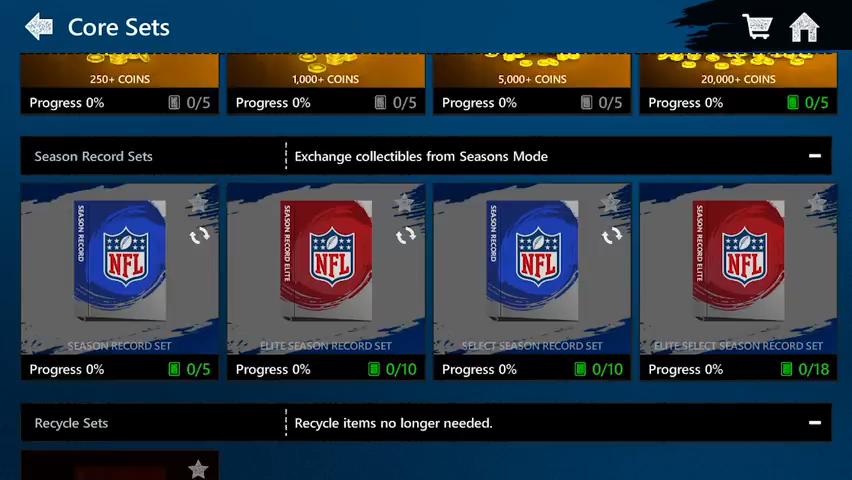 Core Sets
250+ COINS
1,000+ COINS
5,000+ COINS
20,000+ COINS
Progress 0% 0/5
Progress 0% 0/5
Progress 0% 0/5
Progress 0% 0/5
Season Record Sets Exchange collectibles from Seasons Mode
SEASON RECORD
NFL
SEASON RECORD ELITE
NFL
SEASON RECORD
NFL
SEASON RECORD ELITE
NFL
SEASON RECORD SET
ELITE SEASON RECORD SET
SELECT SEASON RECORD SET
ELITE SELECT SEASON RECORD SET
Progress 0% 0/5
Progress 0% 0/10
Progress 0% 0/10
Progress 0% 0/18
Recycle Sets Recycle items no longer needed.